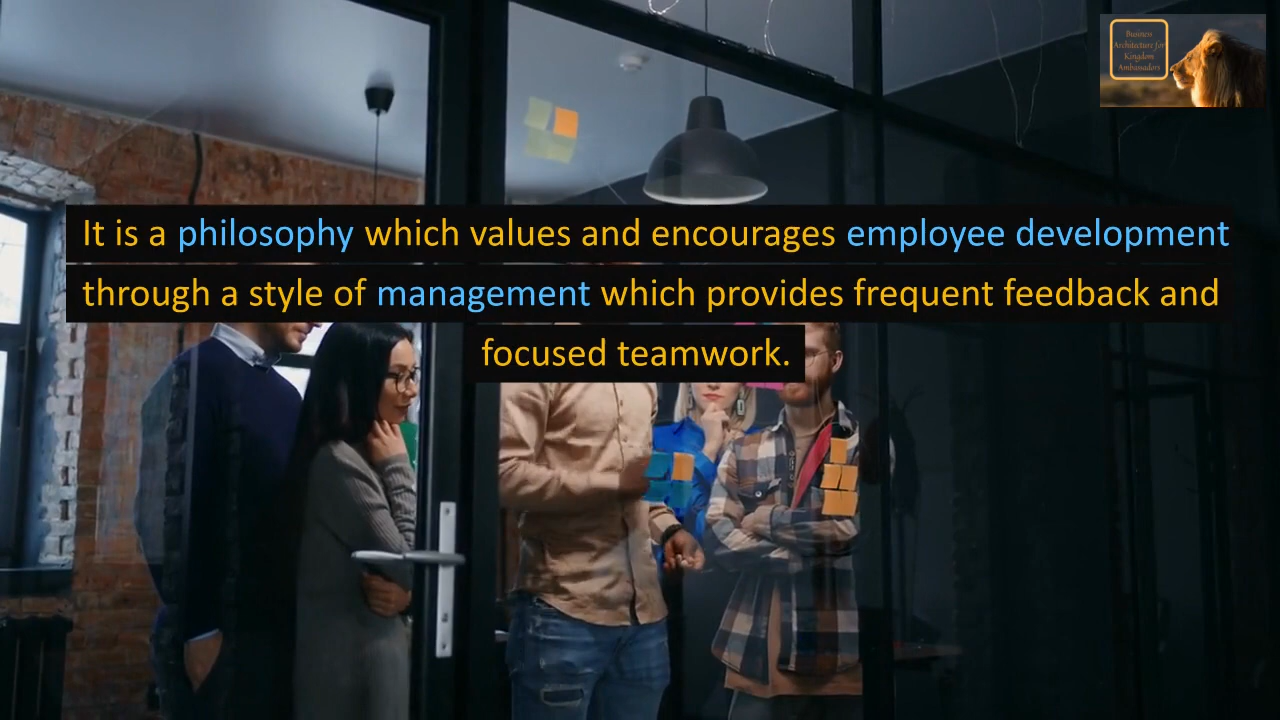 Business
Architecture for
Kingdom
Ambassadors
It is a philosophy which values and encourages employee development
through a style of management which provides frequent feedback and
focused teamwork.